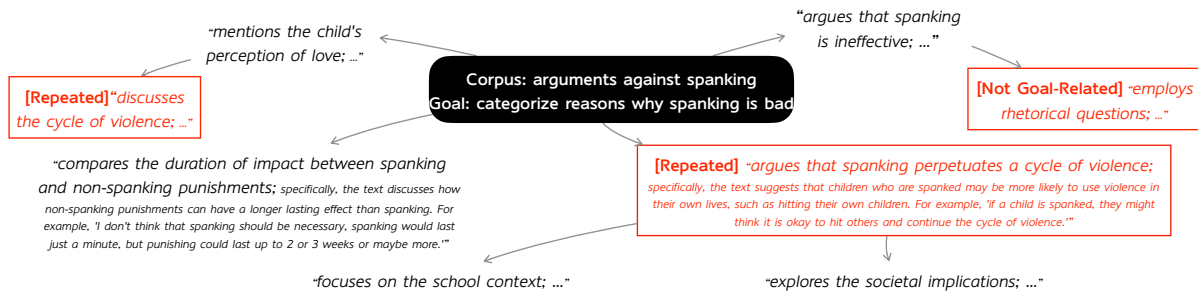 “mentions the child's
perception of love; ...”
“argues that spanking
is ineffective; ...”
Corpus: arguments against spanking
Goal: categorize reasons why spanking is bad
[Repeated]“discusses
the cycle of violence; ...”
[Not Goal-Related] “employs
rhetorical questions; ...”
“compares the duration of impact between spanking
and non-spanking punishments; specifically, the text discusses how
non-spanking punishments can have a longer lasting effect than spanking. For
example, 'I don't think that spanking should be necessary, spanking would last
just a minute, but punishing could last up to 2 or 3 weeks or maybe more.'”
[Repeated] “argues that spanking perpetuates a cycle of violence;
specifically, the text suggests that children who are spanked may be more likely to use violence in
their own lives, such as hitting their own children. For example, 'if a child is spanked, they might
think it is okay to hit others and continue the cycle of violence.'”
“focuses on the school context; ...”
“explores the societal implications; ...”